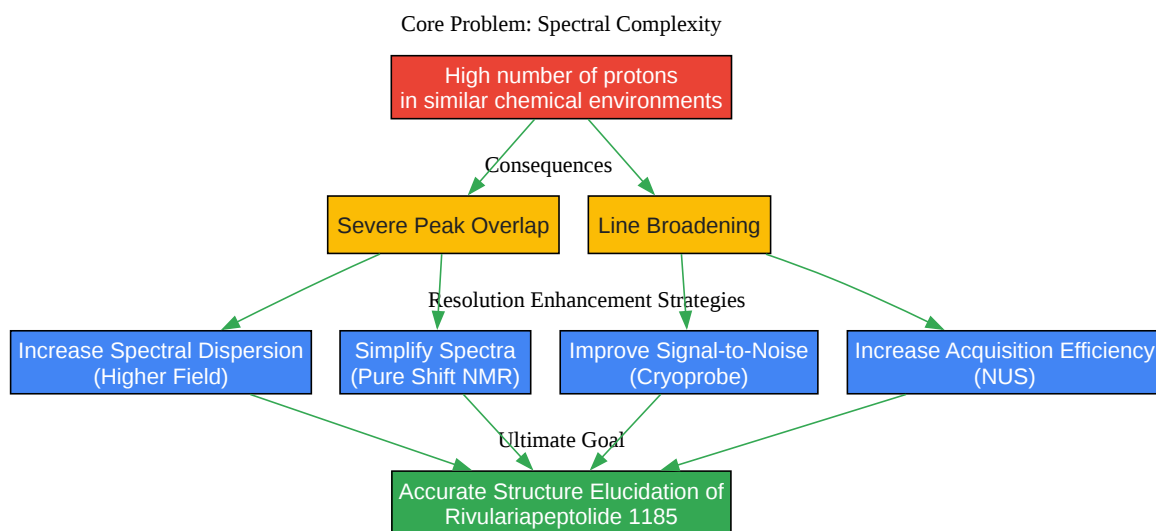 Core Problem: Spectral Complexity
High number of protons
in similar chemical environments
Consequences
Severe Peak Overlap
Line Broadening
Resolution Enhancement Strategies
Increase Spectral Dispersion
(Higher Field)
Simplify Spectra
(Pure Shift NMR)
Improve Signal-to-Noise
(Cryoprobe)
Increase Acquisition Efficiency
(NUS)
Ultimate Goal
Accurate Structure Elucidation of
Rivulariapeptolide 1185